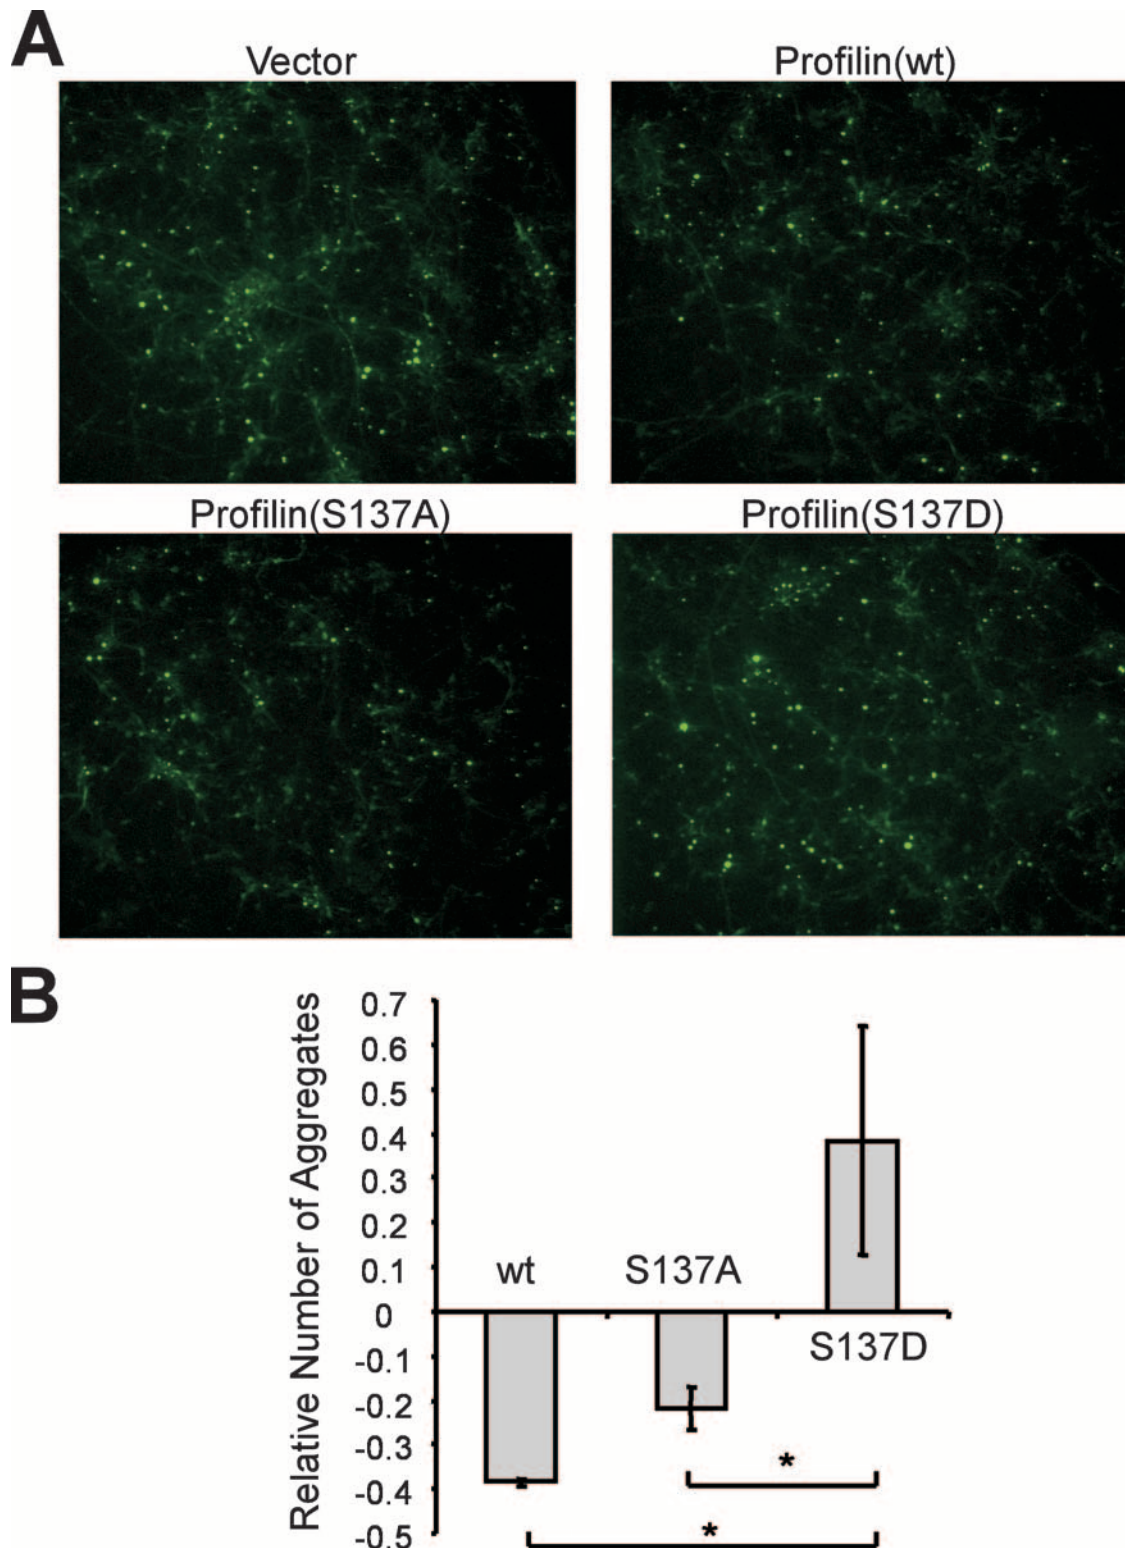 A
Vector
Profilin(wt)
Profilin(S137A)
Profilin(S137D)
B
Relative Number of Aggregates
0.7
0.6
0.5
0.4
0.3
0.2
0.1
0
-0.1
-0.2
-0.3
-0.4
-0.5
wt
S137A
S137D
*
*